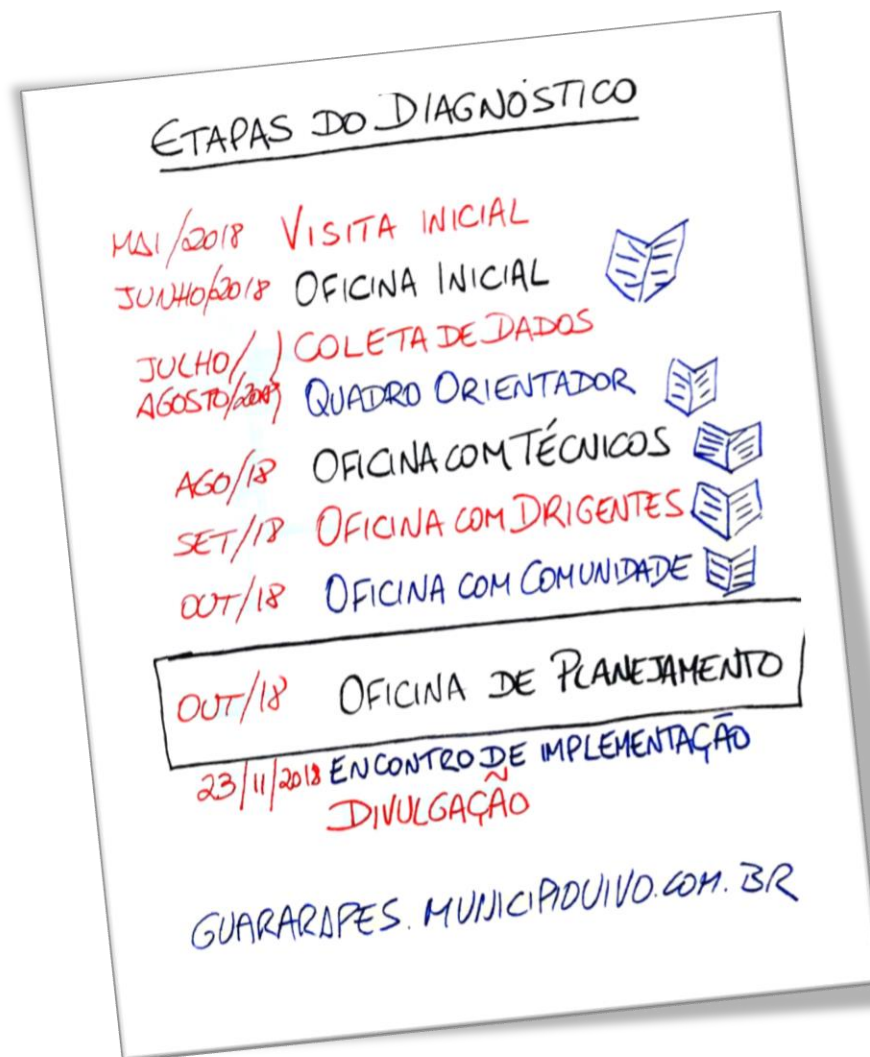 ETAPAS DO DIAGNÓSTICO
MAI/2018 VISITA INICIAL
JUNHO/2018 OFICINA INICIAL
JULHO/ ) COLETA DE DADOS
AGOSTO/2018) QUADRO ORIENTADOR
AGO/18 OFICINA COM TÉCNICOS
SET/18 OFICINA COM DIRIGENTES
OUT/18 OFICINA COM COMUNIDADE
OUT/18 OFICINA DE PLANEJAMENTO
23/11/2018 ENCONTRO DE IMPLEMENTAÇÃO
DIVULGAÇÃO
GUARARAPES.MUNICIPIOVIVO.COM.BR